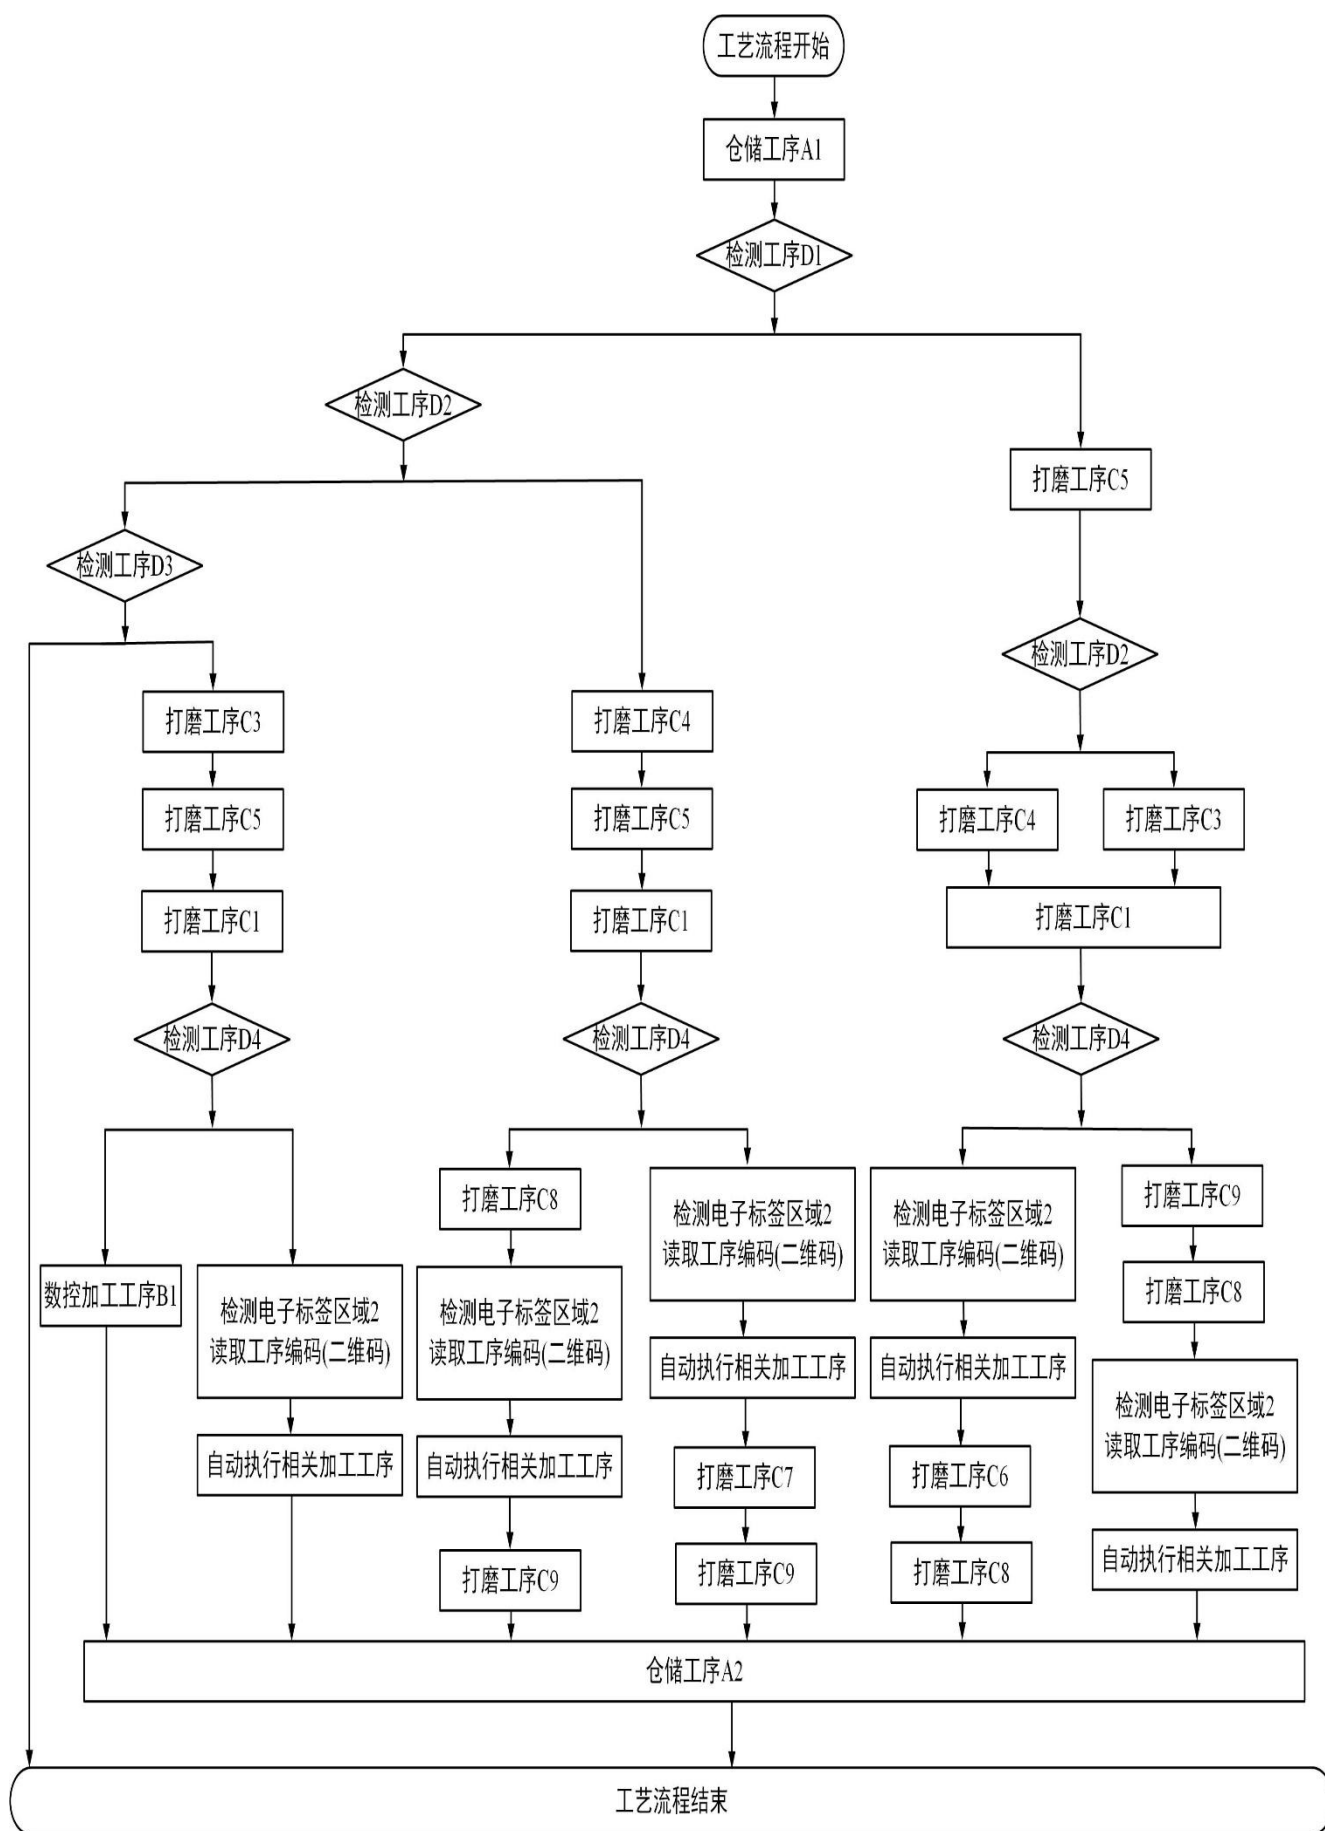 工艺流程开始
仓储工序A1
检测工序D1
检测工序D2
检测工序D3
打磨工序C3
打磨工序C5
打磨工序C1
检测工序D4
数控加工工序B1
检测电子标签区域2
读取工序编码(二维码)
自动执行相关加工工序
打磨工序C4
打磨工序C5
打磨工序C1
检测工序D4
打磨工序C8
检测电子标签区域2
读取工序编码(二维码)
自动执行相关加工工序
打磨工序C9
检测电子标签区域2
读取工序编码(二维码)
自动执行相关加工工序
打磨工序C7
打磨工序C9
打磨工序C5
检测工序D2
打磨工序C4
打磨工序C3
打磨工序C1
检测工序D4
检测电子标签区域2
读取工序编码(二维码)
自动执行相关加工工序
打磨工序C6
打磨工序C8
打磨工序C9
打磨工序C8
检测电子标签区域2
读取工序编码(二维码)
自动执行相关加工工序
仓储工序A2
工艺流程结束